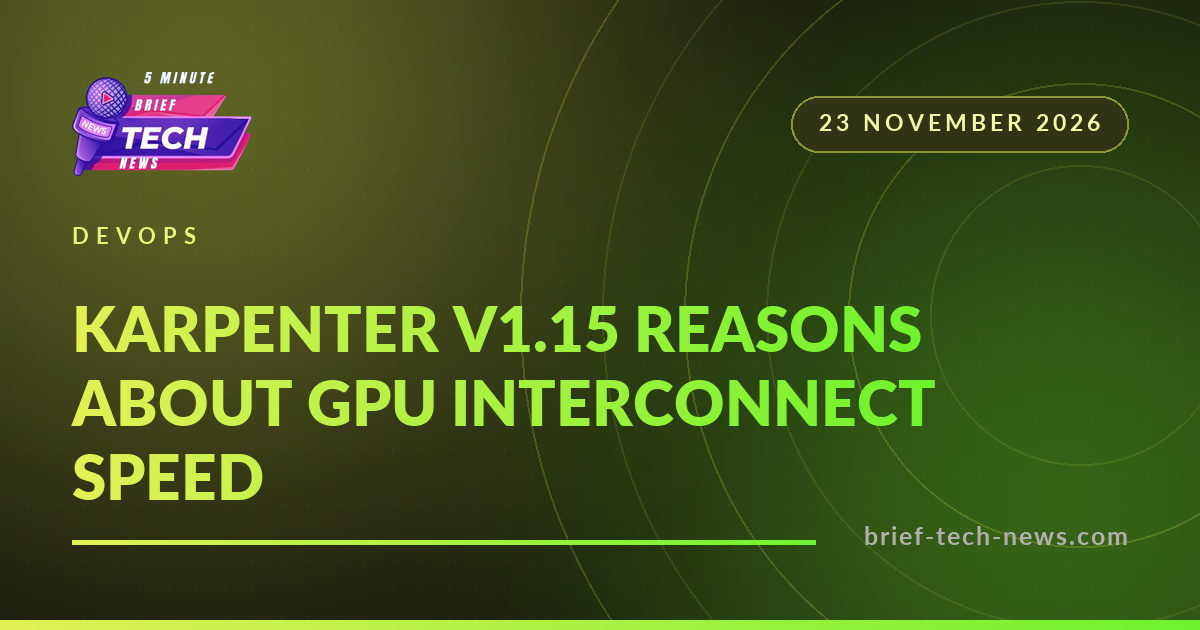 5 MINUTE
BRIEF
NEWS
TECH
NEWS
23 NOVEMBER 2026
DEVOPS
KARPENTER V1.15 REASONS
ABOUT GPU INTERCONNECT
SPEED
brief-tech-news.com